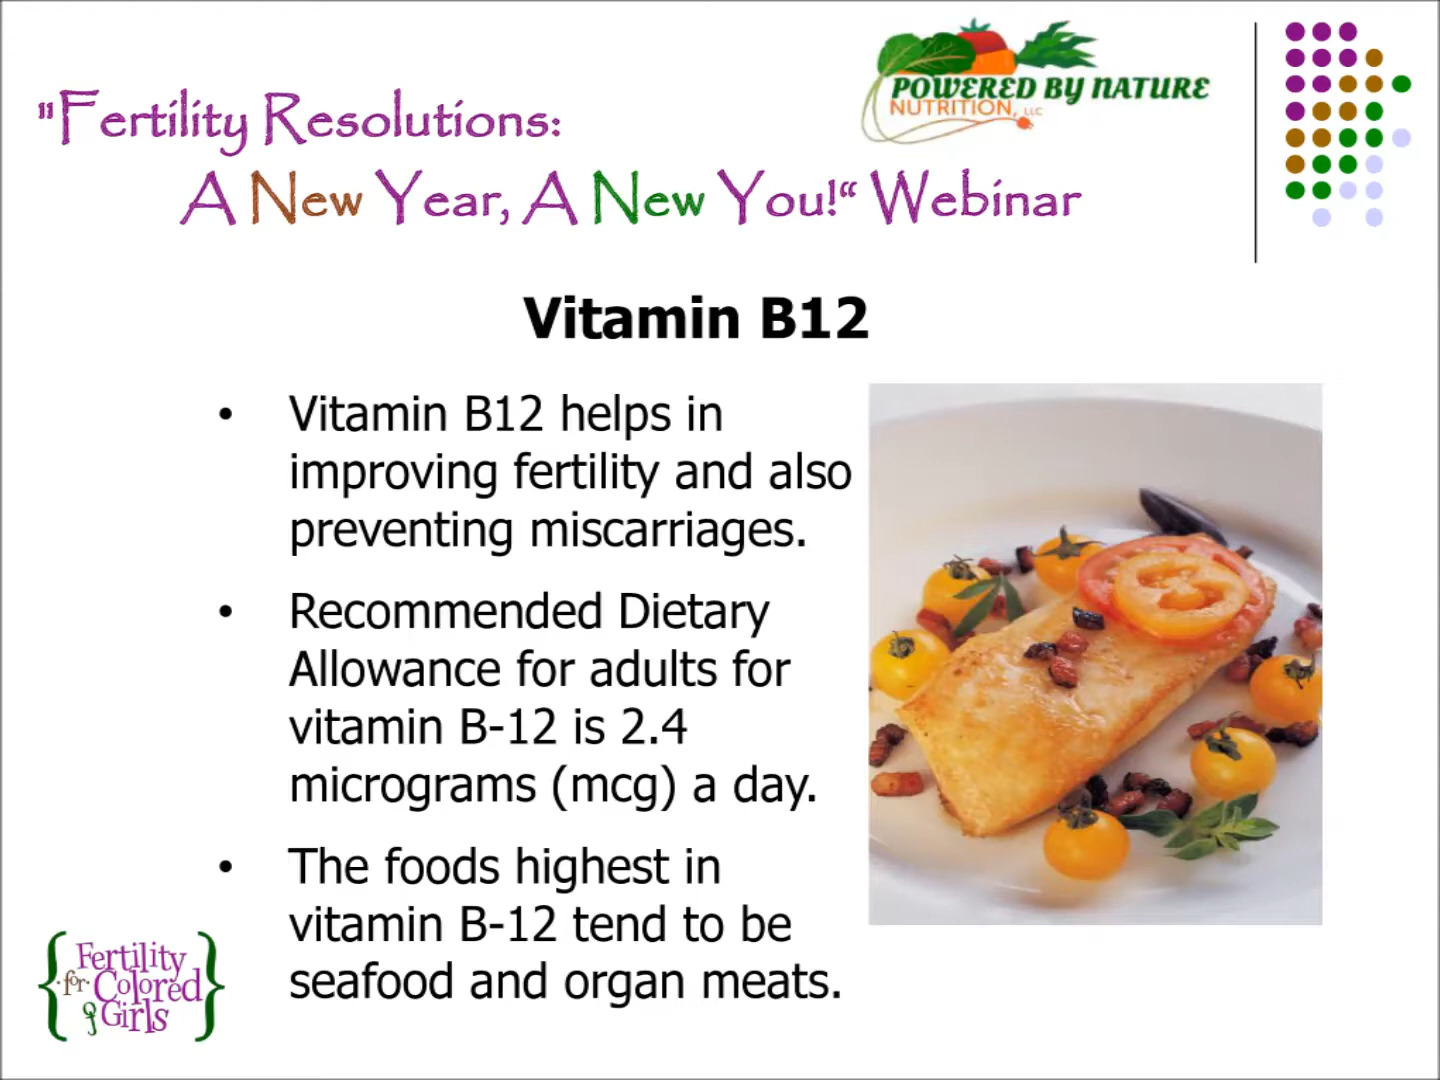 POWERED BY NATURE
NUTRITION, LLC
"Fertility Resolutions:
A New Year, A New You!“ Webinar
Vitamin B12
• Vitamin B12 helps in
improving fertility and also
preventing miscarriages.
• Recommended Dietary
Allowance for adults for
vitamin B-12 is 2.4
micrograms (mcg) a day.
• The foods highest in
vitamin B-12 tend to be
seafood and organ meats.
{Fertility
·for·Colored
Girls}